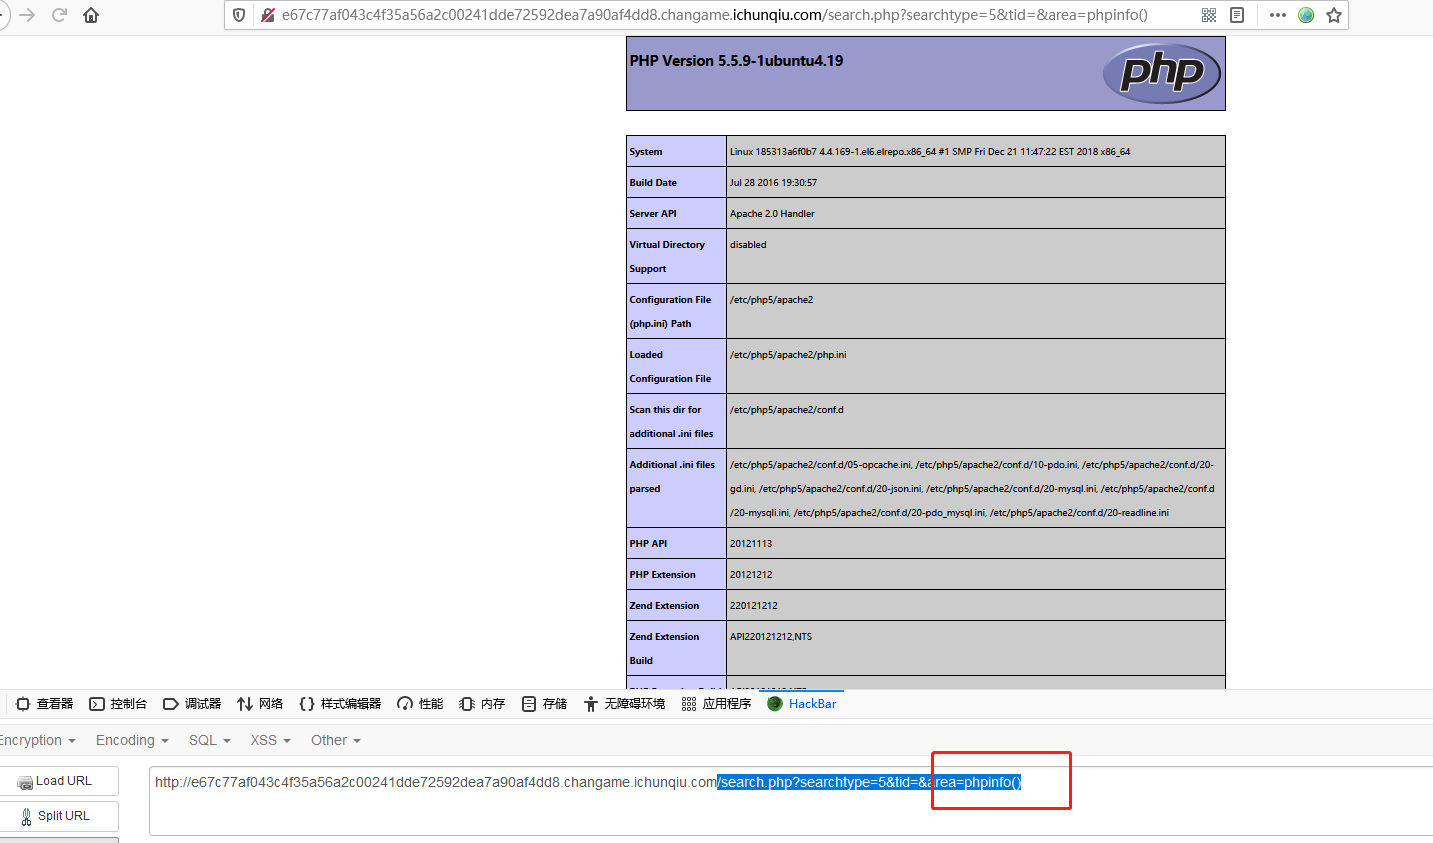 e67c77af043c4f35a56a2c00241dde72592dea7a90af4dd8.changame.ichunqiu.com/search.php?searchtype=5&tid=&area=phpinfo()
PHP Version 5.5.9-1ubuntu4.19
php
System
Linux 185313a6f0b7 4.4.169-1.el6.elrepo.x86_64 #1 SMP Fri Dec 21 11:47:22 EST 2018 x86_64
Build Date
Jul 28 2016 19:30:57
Server API
Apache 2.0 Handler
Virtual Directory
Support
disabled
Configuration File
(php.ini) Path
/etc/php5/apache2
Loaded
Configuration File
/etc/php5/apache2/php.ini
Scan this dir for
additional .ini files
/etc/php5/apache2/conf.d
Additional .ini files
parsed
/etc/php5/apache2/conf.d/05-opcache.ini, /etc/php5/apache2/conf.d/10-pdo.ini, /etc/php5/apache2/conf.d/20-
gd.ini, /etc/php5/apache2/conf.d/20-json.ini, /etc/php5/apache2/conf.d/20-mysql.ini, /etc/php5/apache2/conf.d
/20-mysqli.ini, /etc/php5/apache2/conf.d/20-pdo_mysql.ini, /etc/php5/apache2/conf.d/20-readline.ini
PHP API
20121113
PHP Extension
20121212
Zend Extension
220121212
Zend Extension
Build
API220121212,NTS
查看器 控制台 调试器 网络 样式编辑器 性能 内存 存储 无障碍环境 应用程序 HackBar
Encryption Encoding SQL XSS Other
Load URL
http://e67c77af043c4f35a56a2c00241dde72592dea7a90af4dd8.changame.ichunqiu.com/search.php?searchtype=5&tid=&area=phpinfo()
Split URL